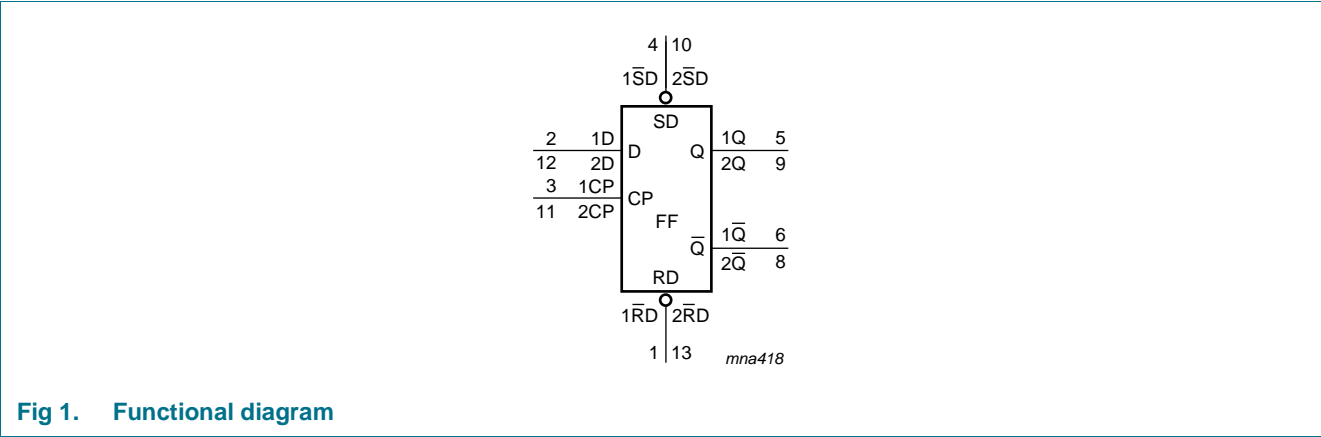 4 10
1S̅D 2S̅D
SD
2 1D D Q 1Q 5
12 2D 2Q 9
3 1CP CP
11 2CP
FF
Q̅ 1Q̅ 6
2Q̅ 8
RD
1R̅D 2R̅D
1 13 mna418
Fig 1. Functional diagram